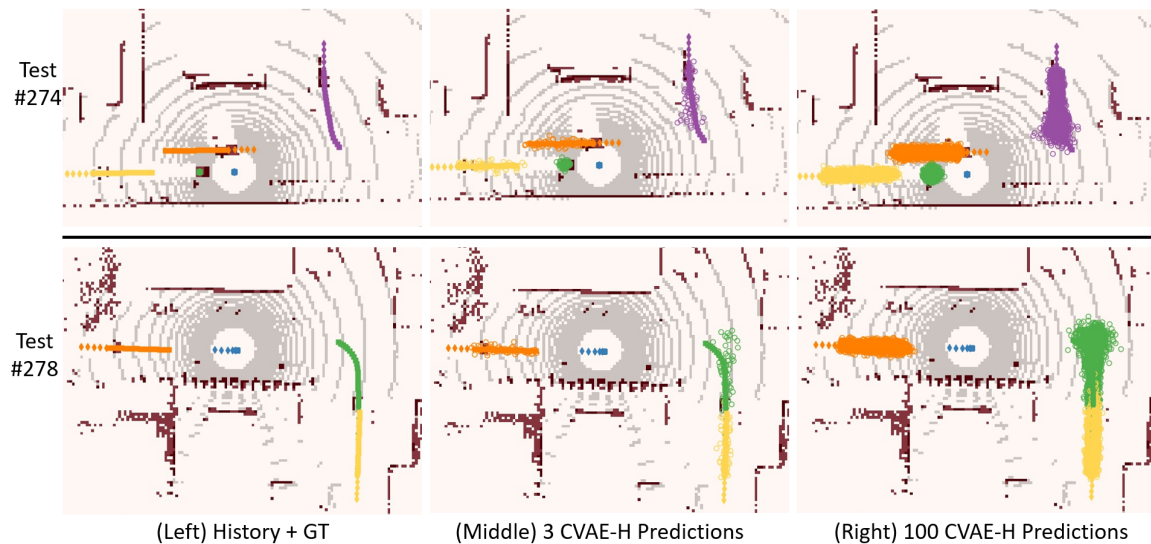 Test
#274
Test
#278
(Left) History + GT
(Middle) 3 CVAE-H Predictions
(Right) 100 CVAE-H Predictions